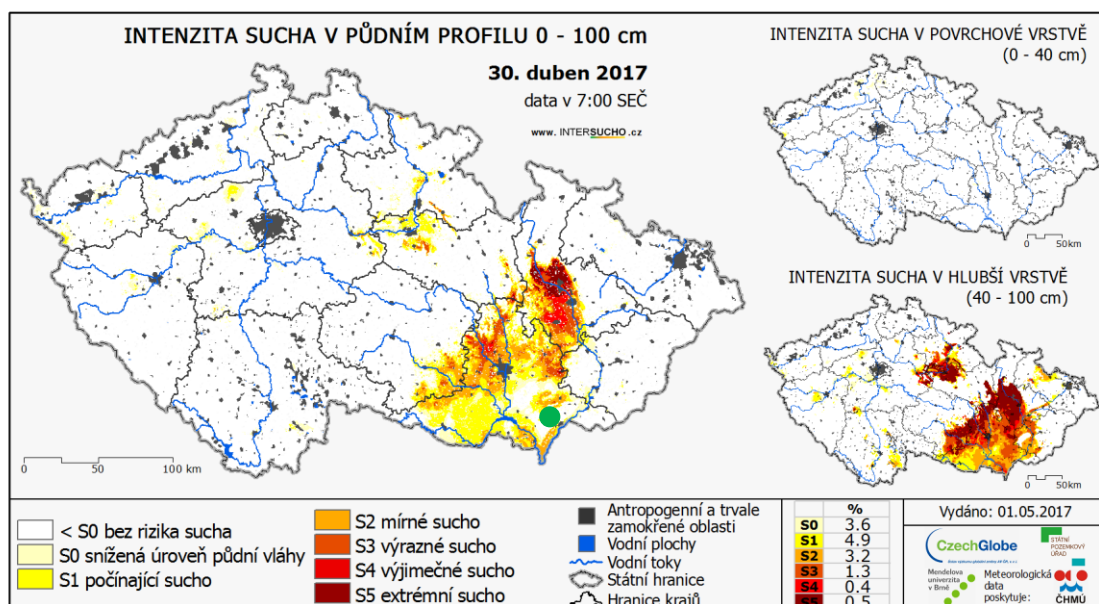 INTENZITA SUCHA V PŮDNÍM PROFILU 0 - 100 cm
30. duben 2017
data v 7:00 SEČ
www. INTERSUCHO .cz
0 50 100 km
INTENZITA SUCHA V POVRCHOVÉ VRSTVĚ
(0 - 40 cm)
0 50km
INTENZITA SUCHA V HLUBŠÍ VRSTVĚ
(40 - 100 cm)
0 50km
< S0 bez rizika sucha
S0 snížená úroveň půdní vláhy
S1 počínající sucho
S2 mírné sucho
S3 výrazné sucho
S4 výjimečné sucho
S5 extrémní sucho
Antropogenní a trvale
zamokřené oblasti
Vodní plochy
Vodní toky
Státní hranice
Hranice krajů
%
S0 3.6
S1 4.9
S2 3.2
S3 1.3
S4 0.4
S5 0.5
Vydáno: 01.05.2017
CzechGlobe
STÁTNÍ
POZEMKOVÝ
ÚŘAD
Mendelova
univerzita
v Brně
Meteorologická
data
poskytuje:
ČHMÚ